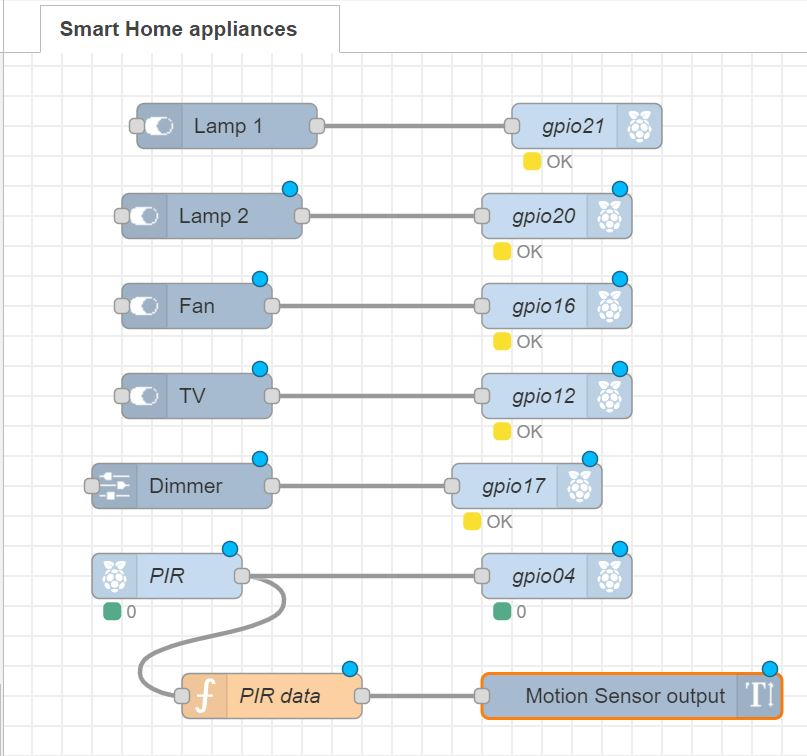 Smart Home appliances
Lamp 1 gpio21
OK
Lamp 2 gpio20
OK
Fan gpio16
OK
TV gpio12
OK
Dimmer gpio17
OK
PIR gpio04
0 0
f PIR data Motion Sensor output T